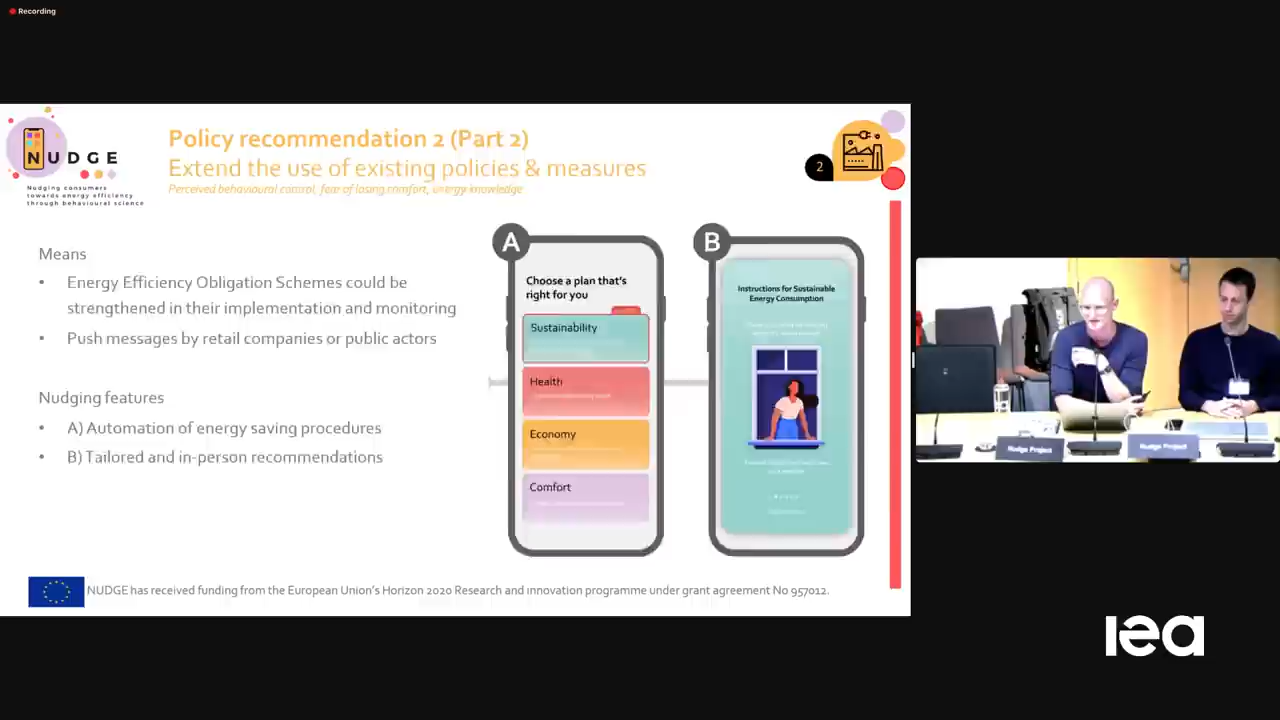 Recording
NUDGE
Nudging consumers
towards energy efficiency
through behavioural science
Policy recommendation 2 (Part 2)
Extend the use of existing policies & measures
Perceived behavioural control, fear of losing comfort, energy knowledge
2
Means
• Energy Efficiency Obligation Schemes could be
strengthened in their implementation and monitoring
• Push messages by retail companies or public actors
Nudging features
• A) Automation of energy saving procedures
• B) Tailored and in-person recommendations
A
Choose a plan that's
right for you
Sustainability
Health
Economy
Comfort
B
Instructions for Sustainable
Energy Consumption
NUDGE has received funding from the European Union's Horizon 2020 Research and innovation programme under grant agreement No 957012.
Nudge Project
Nudge Project
iea